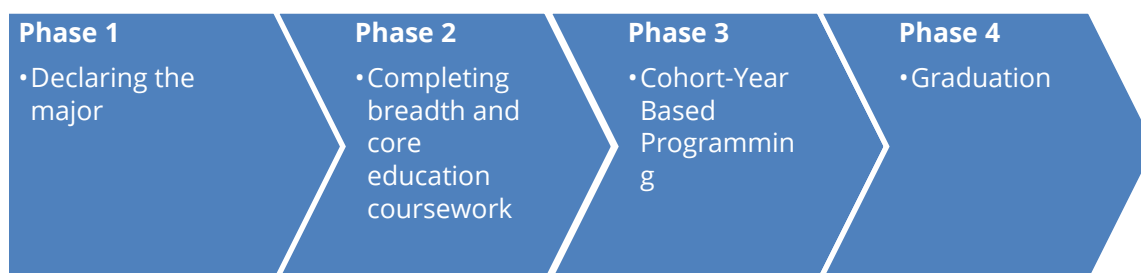 Phase 1
•Declaring the
major
Phase 2
•Completing
breadth and
core
education
coursework
Phase 3
•Cohort-Year
Based
Programmin
g
Phase 4
•Graduation